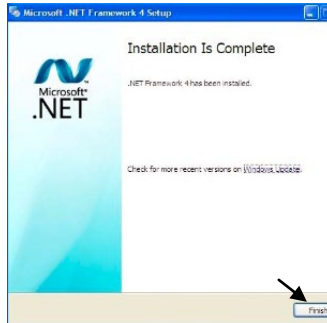 Microsoft .NET Framework 4 Setup
Installation Is Complete
Microsoft®
.NET
.NET Framework 4 has been installed.
Check for more recent versions on Windows Update.
Finish